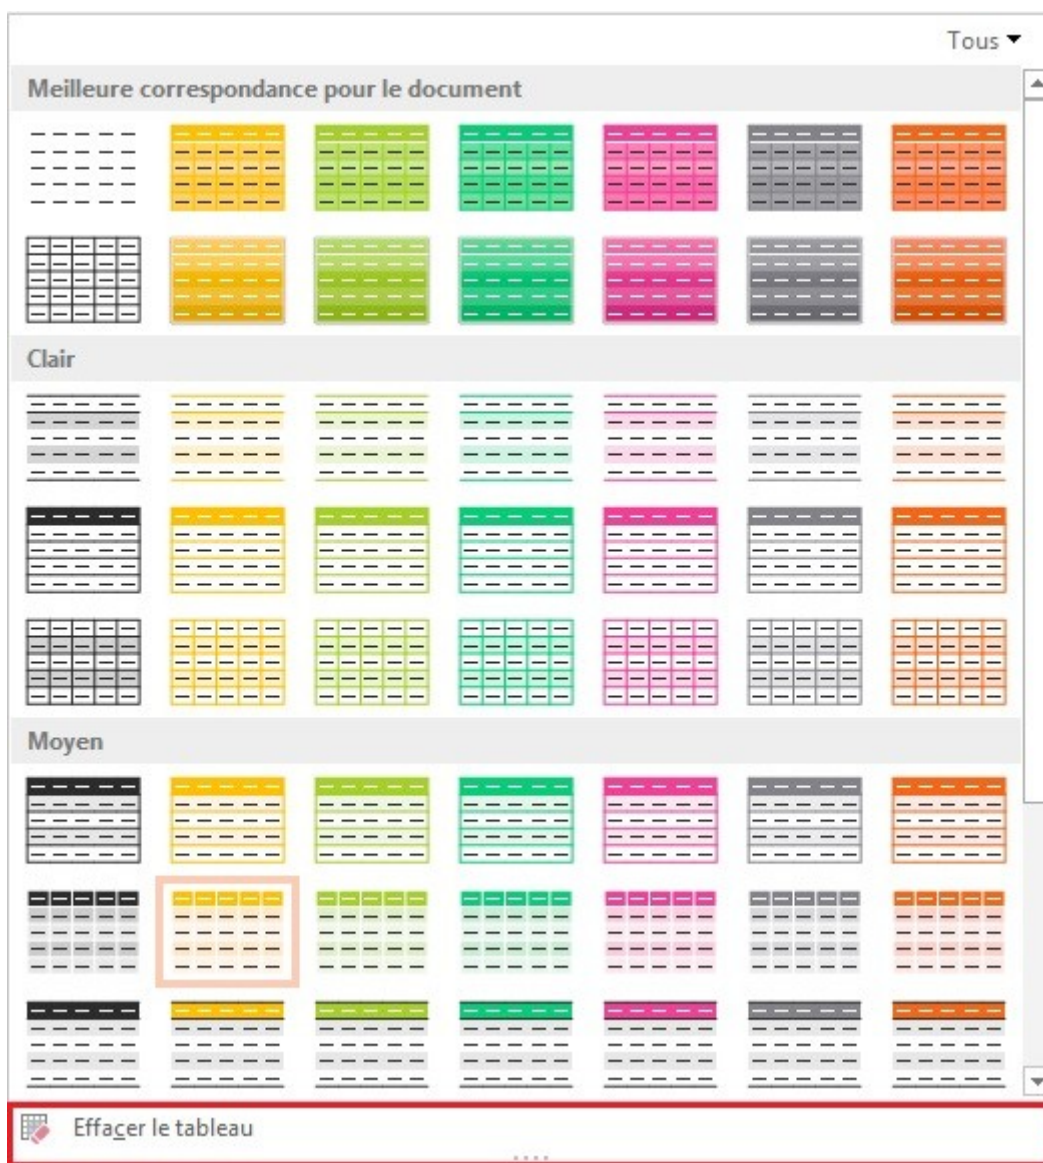 Tous
Meilleure correspondance pour le document
Clair
Moyen
Effacer le tableau